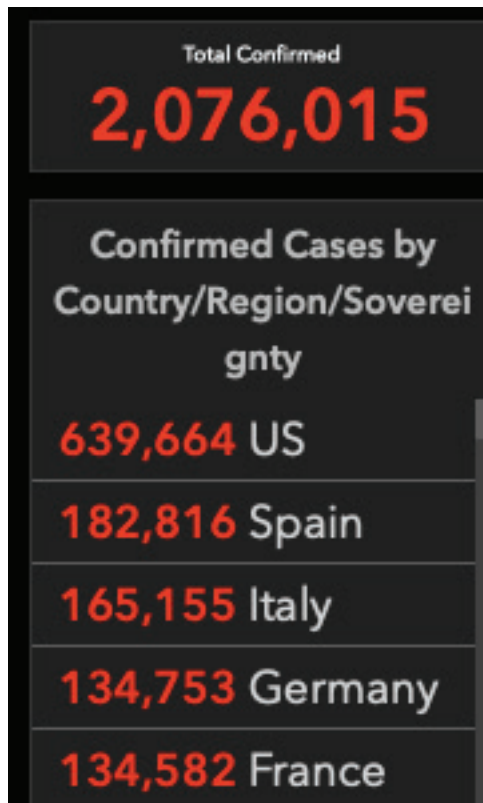 Total Confirmed
2,076,015
Confirmed Cases by
Country/Region/Soverei
gnty
639,664 US
182,816 Spain
165,155 Italy
134,753 Germany
134,582 France